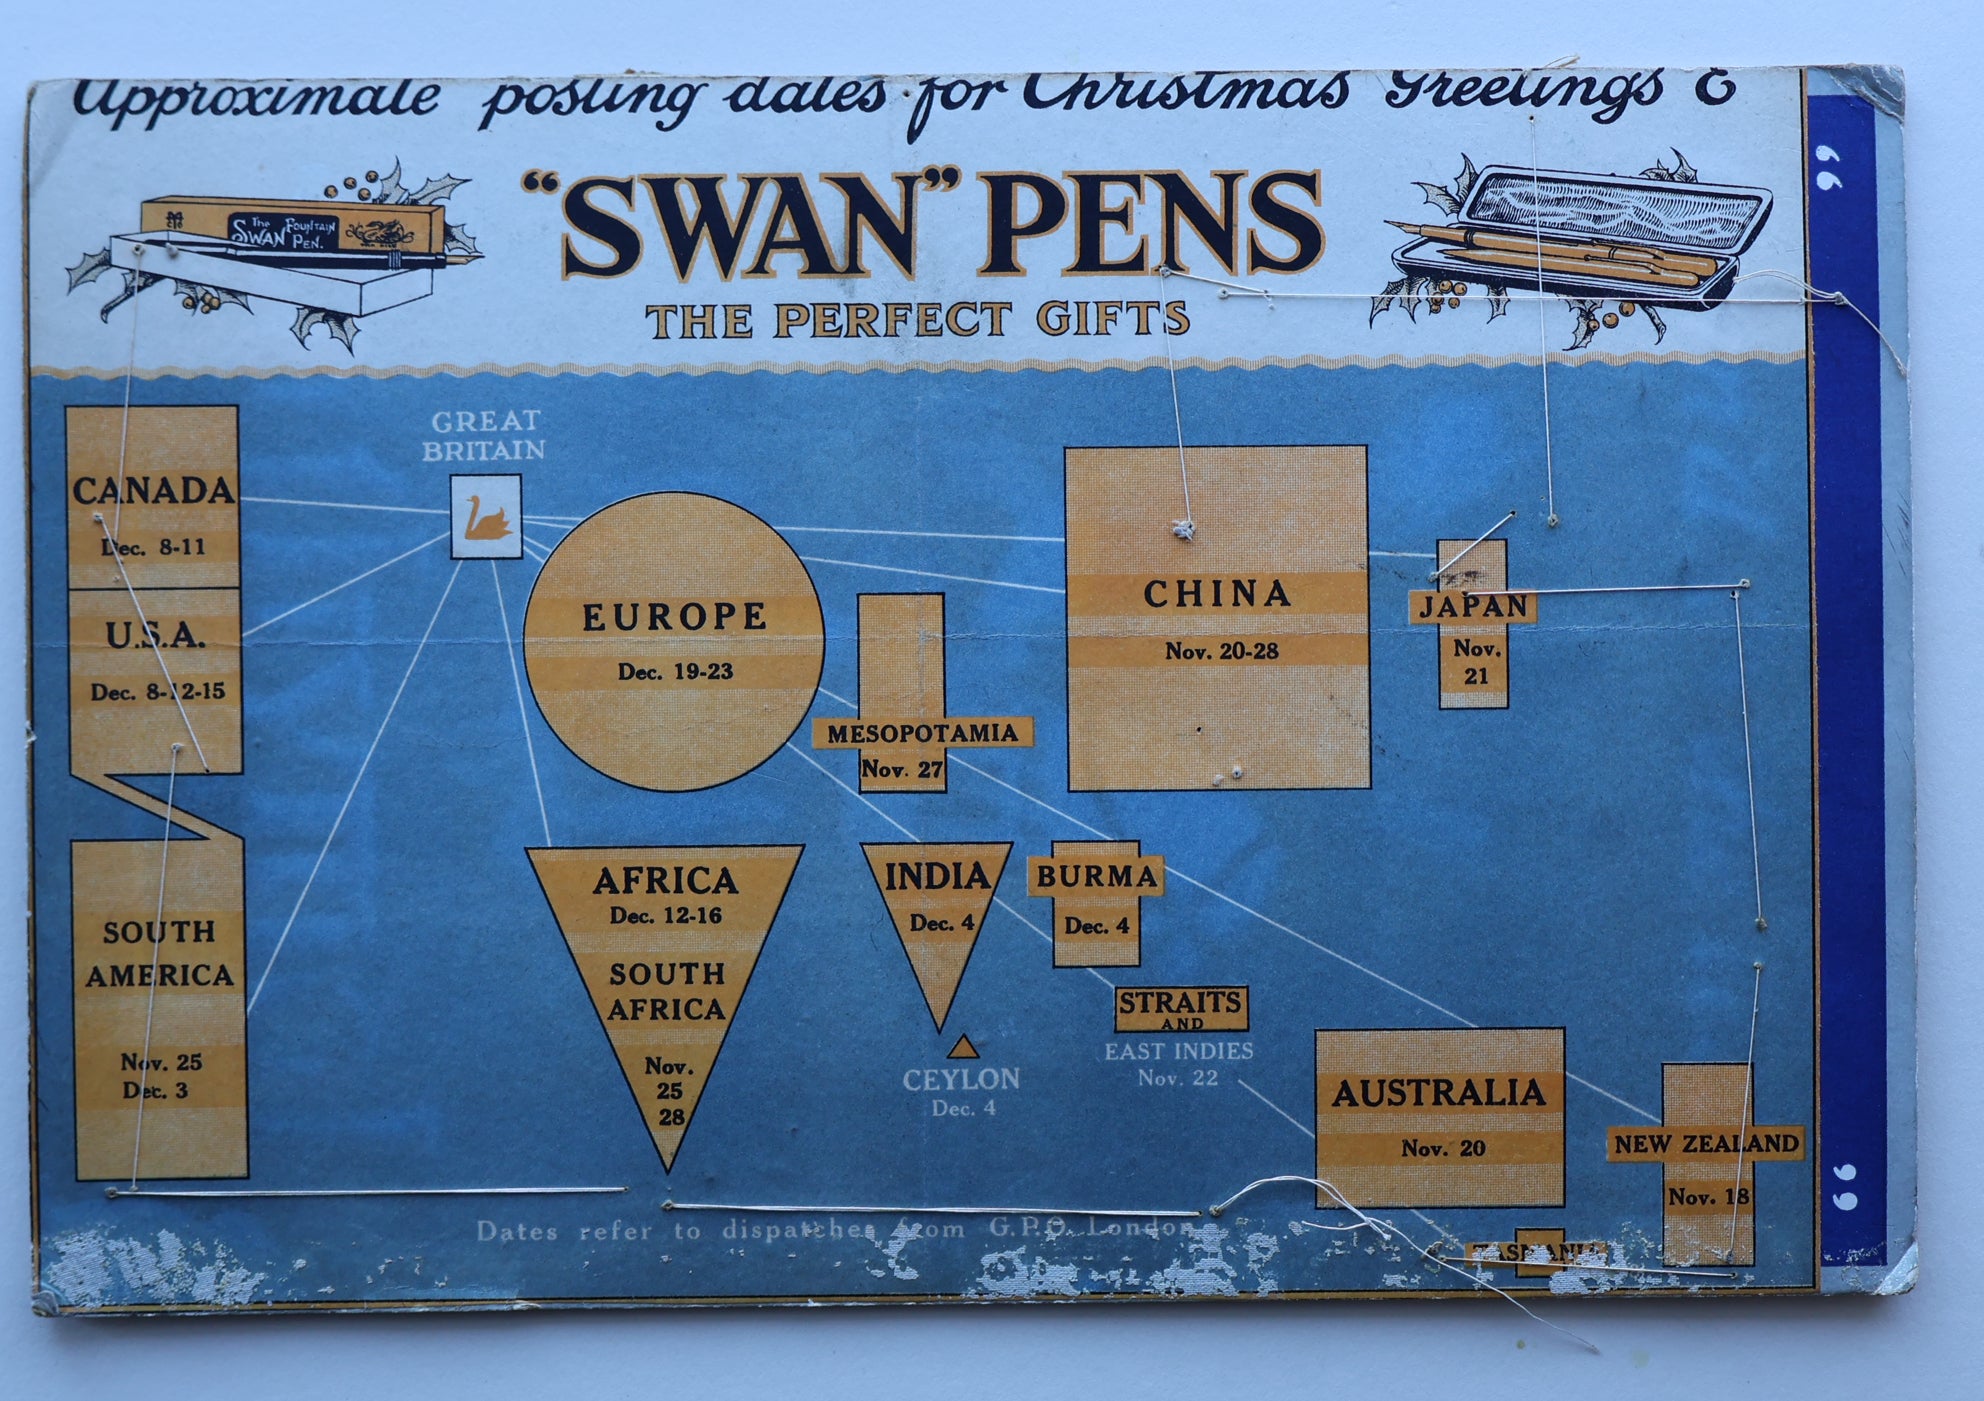 Approximate posting dates for Christmas Greetings &
"SWAN" PENS
THE PERFECT GIFTS
The
SWAN FOUNTAIN
PEN.
GREAT
BRITAIN
CANADA
Dec. 8-11
U.S.A.
Dec. 8-12-15
SOUTH
AMERICA
Nov. 25
Dec. 3
EUROPE
Dec. 19-23
MESOPOTAMIA
Nov. 27
CHINA
Nov. 20-28
JAPAN
Nov.
21
AFRICA
Dec. 12-16
SOUTH
AFRICA
Nov.
25
28
INDIA
Dec. 4
CEYLON
Dec. 4
BURMA
Dec. 4
STRAITS
AND
EAST INDIES
Nov. 22
AUSTRALIA
Nov. 20
NEW ZEALAND
Nov. 18
TASMANIA
Dates refer to dispatches from G.P.O. London